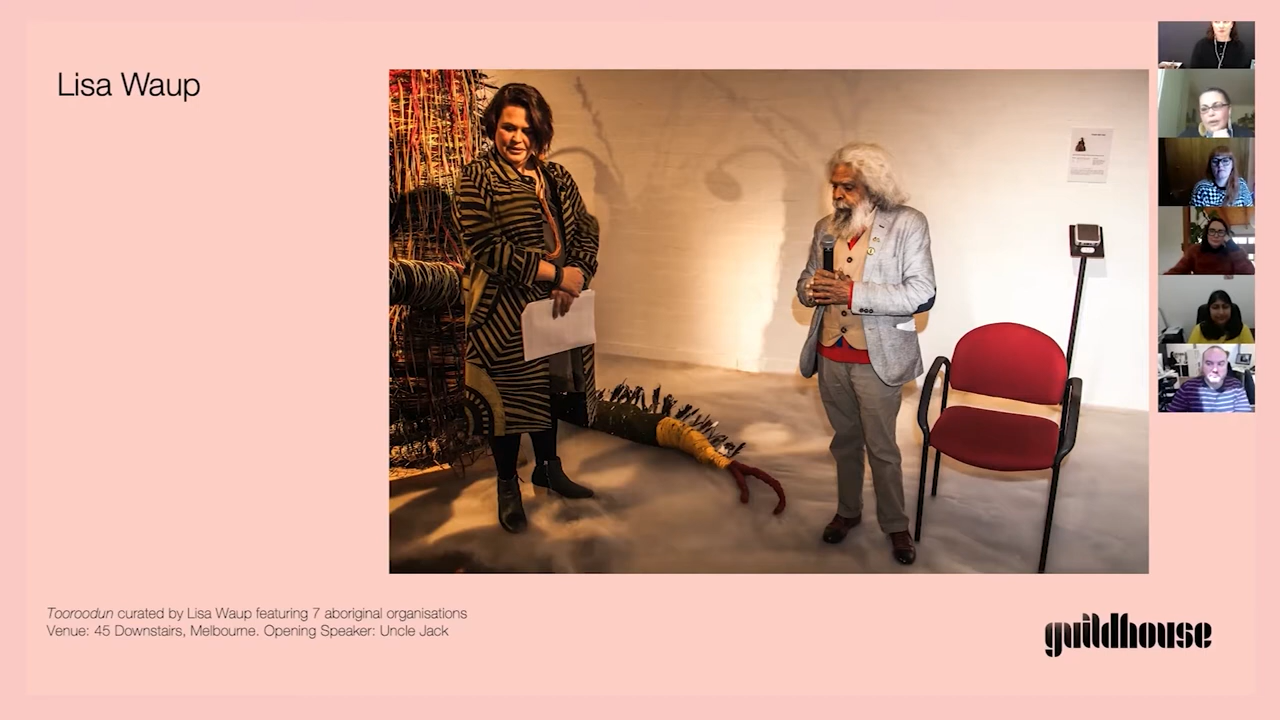 Lisa Waup
Tooroodun curated by Lisa Waup featuring 7 aboriginal organisations
Venue: 45 Downstairs, Melbourne. Opening Speaker: Uncle Jack
guildhouse